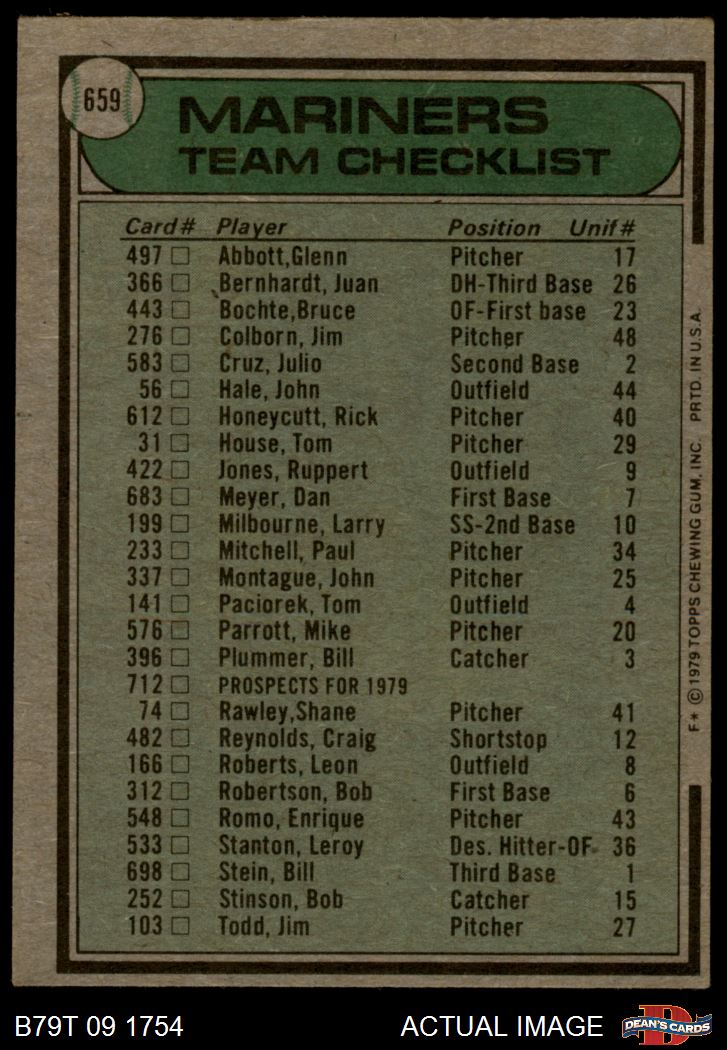 659
MARINERS
TEAM CHECKLIST
Card# Player Position Unif#
497 □ Abbott,Glenn Pitcher 17
366 □ Bernhardt, Juan DH-Third Base 26
443 □ Bochte,Bruce OF-First base 23
276 □ Colborn, Jim Pitcher 48
583 □ Cruz, Julio Second Base 2
56 □ Hale, John Outfield 44
612 □ Honeycutt, Rick Pitcher 40
31 □ House, Tom Pitcher 29
422 □ Jones, Ruppert Outfield 9
683 □ Meyer, Dan First Base 7
199 □ Milbourne, Larry SS-2nd Base 10
233 □ Mitchell, Paul Pitcher 34
337 □ Montague, John Pitcher 25
141 □ Paciorek, Tom Outfield 4
576 □ Parrott, Mike Pitcher 20
396 □ Plummer, Bill Catcher 3
712 □ PROSPECTS FOR 1979
74 □ Rawley,Shane Pitcher 41
482 □ Reynolds, Craig Shortstop 12
166 □ Roberts, Leon Outfield 8
312 □ Robertson, Bob First Base 6
548 □ Romo, Enrique Pitcher 43
533 □ Stanton, Leroy Des. Hitter-OF 36
698 □ Stein, Bill Third Base 1
252 □ Stinson, Bob Catcher 15
103 □ Todd, Jim Pitcher 27
F* © 1979 TOPPS CHEWING GUM, INC. PRTD. IN U.S.A.
B79T 09 1754 ACTUAL IMAGE
D
DEAN'S CARDS